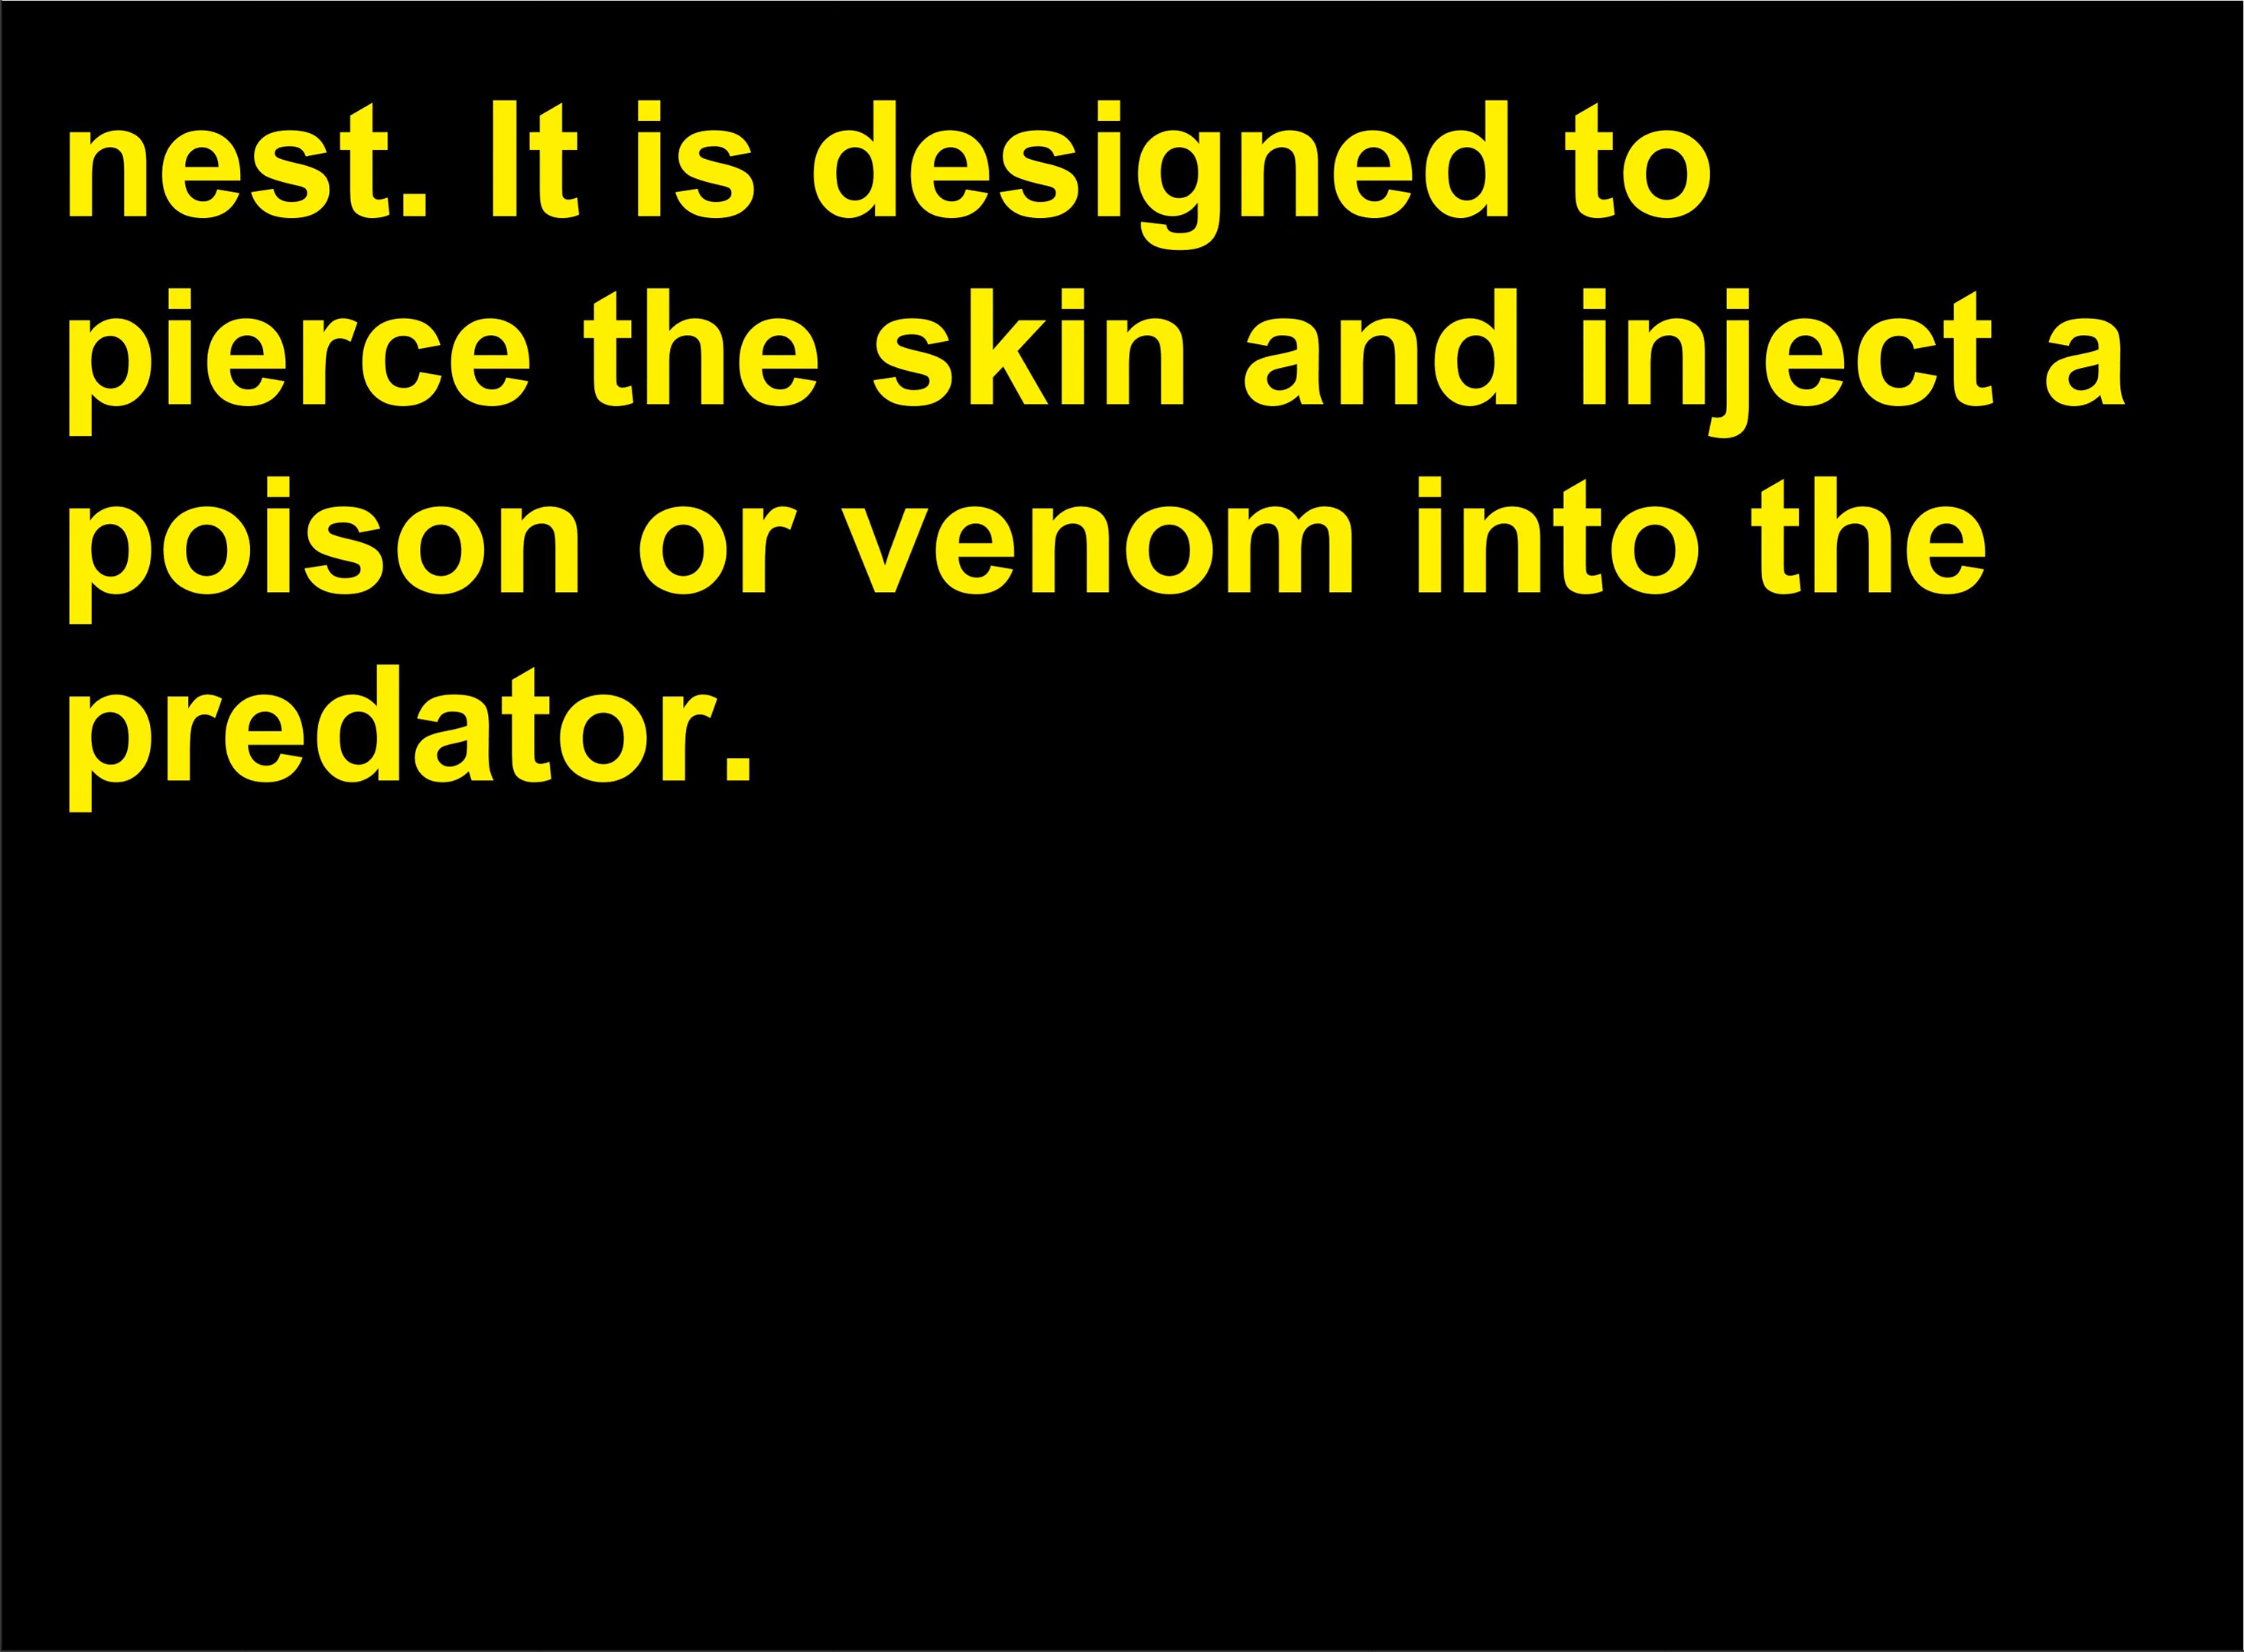 nest. It is designed to
pierce the skin and inject a
poison or venom into the
predator.